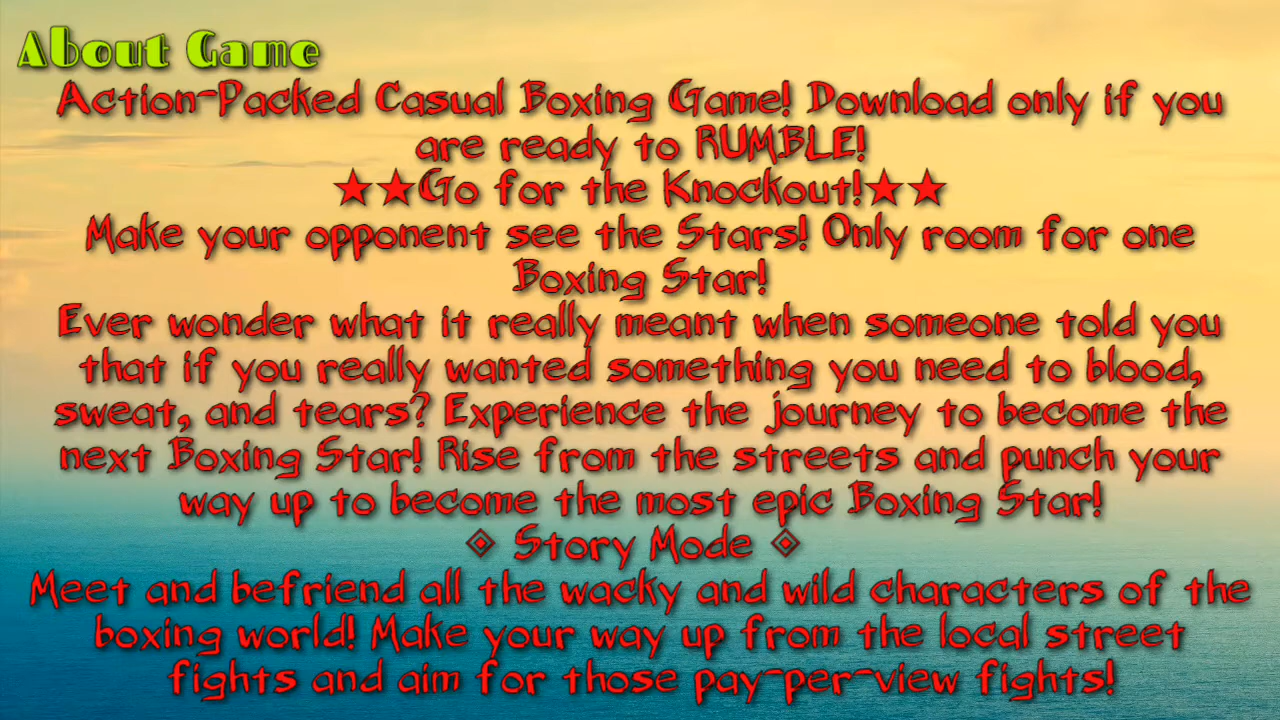 About Game
Action-Packed Casual Boxing Game! Download only if you
are ready to RUMBLE!
★★Go for the Knockout!★★
Make your opponent see the Stars! Only room for one
Boxing Star!
Ever wonder what it really meant when someone told you
that if you really wanted something you need to blood,
sweat, and tears? Experience the journey to become the
next Boxing Star! Rise from the streets and punch your
way up to become the most epic Boxing Star!
◈ Story Mode ◈
Meet and befriend all the wacky and wild characters of the
boxing world! Make your way up from the local street
fights and aim for those pay-per-view fights!